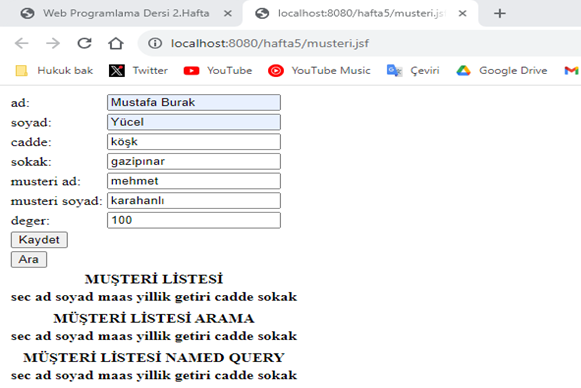 Web Programlama Dersi 2.Hafta
localhost:8080/hafta5/musteri.jsf
localhost:8080/hafta5/musteri.jsf
Hukuk bak Twitter YouTube YouTube Music Çeviri Google Drive
ad: Mustafa Burak
soyad: Yücel
cadde: köşk
sokak: gazipınar
musteri ad: mehmet
musteri soyad: karahanlı
deger: 100
Kaydet
Ara
MUŞTERİ LİSTESİ
sec ad soyad maas yillik getiri cadde sokak
MÜŞTERİ LİSTESİ ARAMA
sec ad soyad maas yillik getiri cadde sokak
MÜŞTERİ LİSTESİ NAMED QUERY
sec ad soyad maas yillik getiri cadde sokak